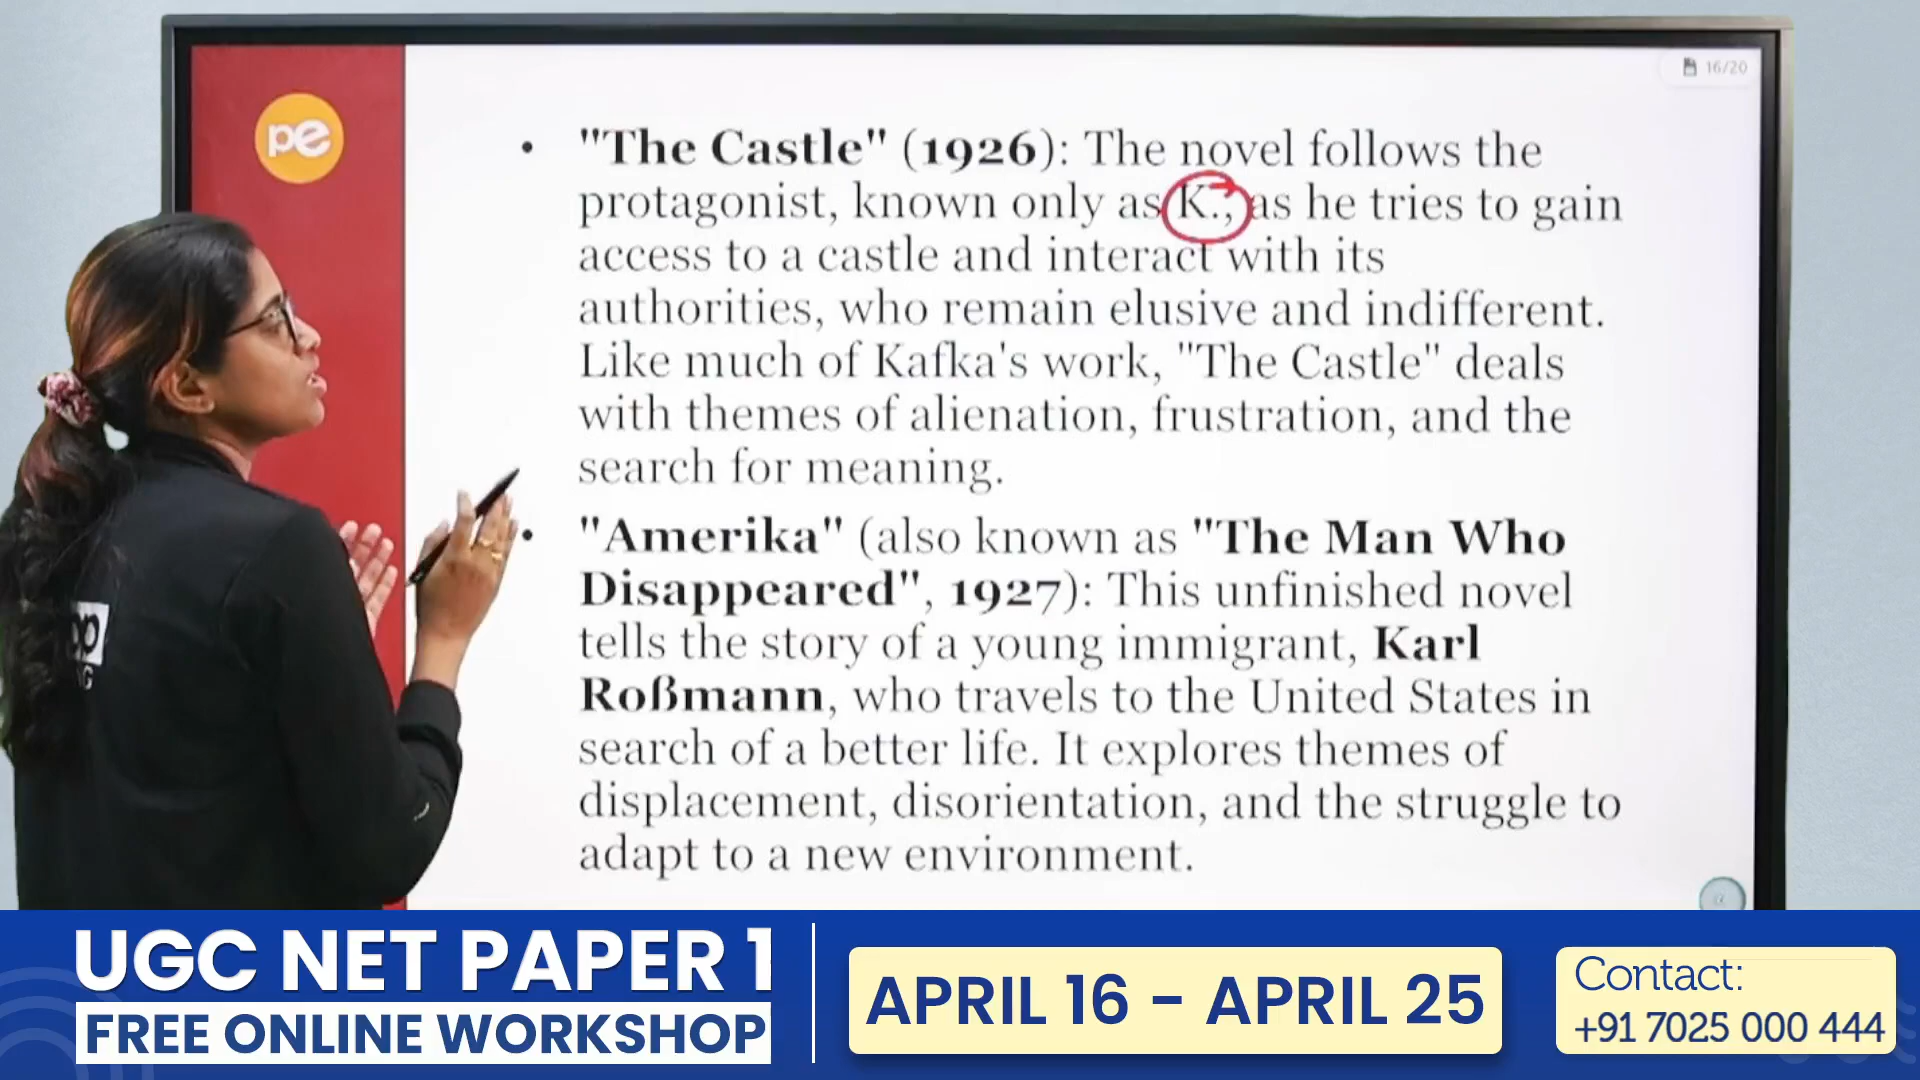 16/20
pe
• "The Castle" (1926): The novel follows the
protagonist, known only as K., as he tries to gain
access to a castle and interact with its
authorities, who remain elusive and indifferent.
Like much of Kafka's work, "The Castle" deals
with themes of alienation, frustration, and the
search for meaning.
• "Amerika" (also known as "The Man Who
Disappeared", 1927): This unfinished novel
tells the story of a young immigrant, Karl
Roßmann, who travels to the United States in
search of a better life. It explores themes of
displacement, disorientation, and the struggle to
adapt to a new environment.
UGC NET PAPER 1
FREE ONLINE WORKSHOP
APRIL 16 - APRIL 25
Contact:
+91 7025 000 444